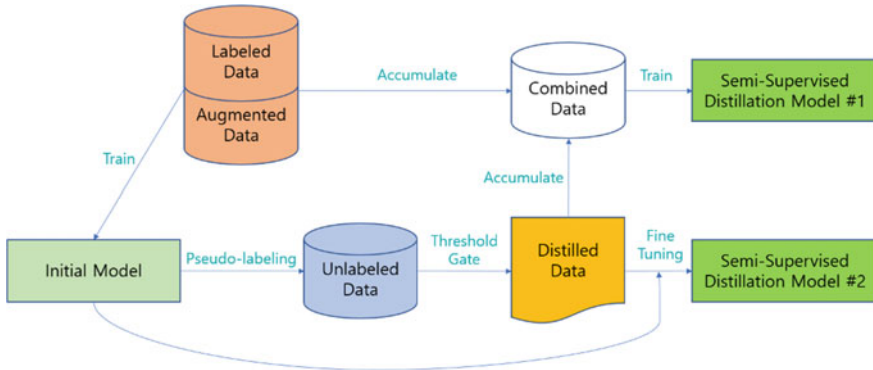 Labeled
Data
Augmented
Data
Accumulate
Combined
Data
Train
Semi-Supervised
Distillation Model #1
Train
Accumulate
Initial Model
Pseudo-labeling
Unlabeled
Data
Threshold
Gate
Distilled
Data
Fine
Tuning
Semi-Supervised
Distillation Model #2